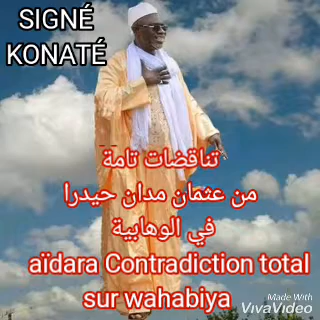 SIGNÉ
KONATÉ
تناقضات تامة
من عثمان مدان حيدرا
في الوهابية
aïdara Contradiction total
sur wahabiya
Made With
VivaVideo